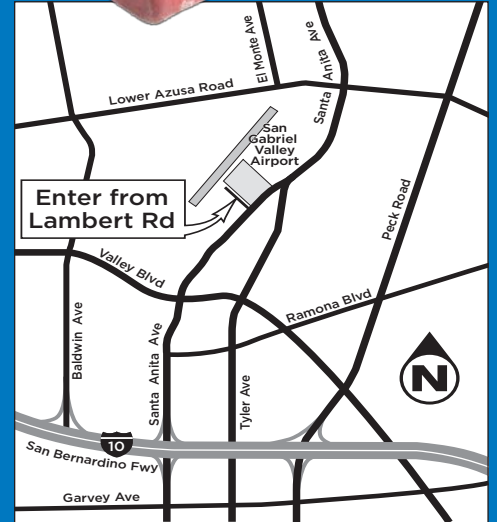 El Monte Ave
Santa Anita Ave
Lower Azusa Road
San
Gabriel
Valley
Airport
Enter from
Lambert Rd
Peck Road
Valley Blvd
Ramona Blvd
Baldwin Ave
Santa Anita Ave
Tyler Ave
N
10
San Bernardino Fwy
Garvey Ave